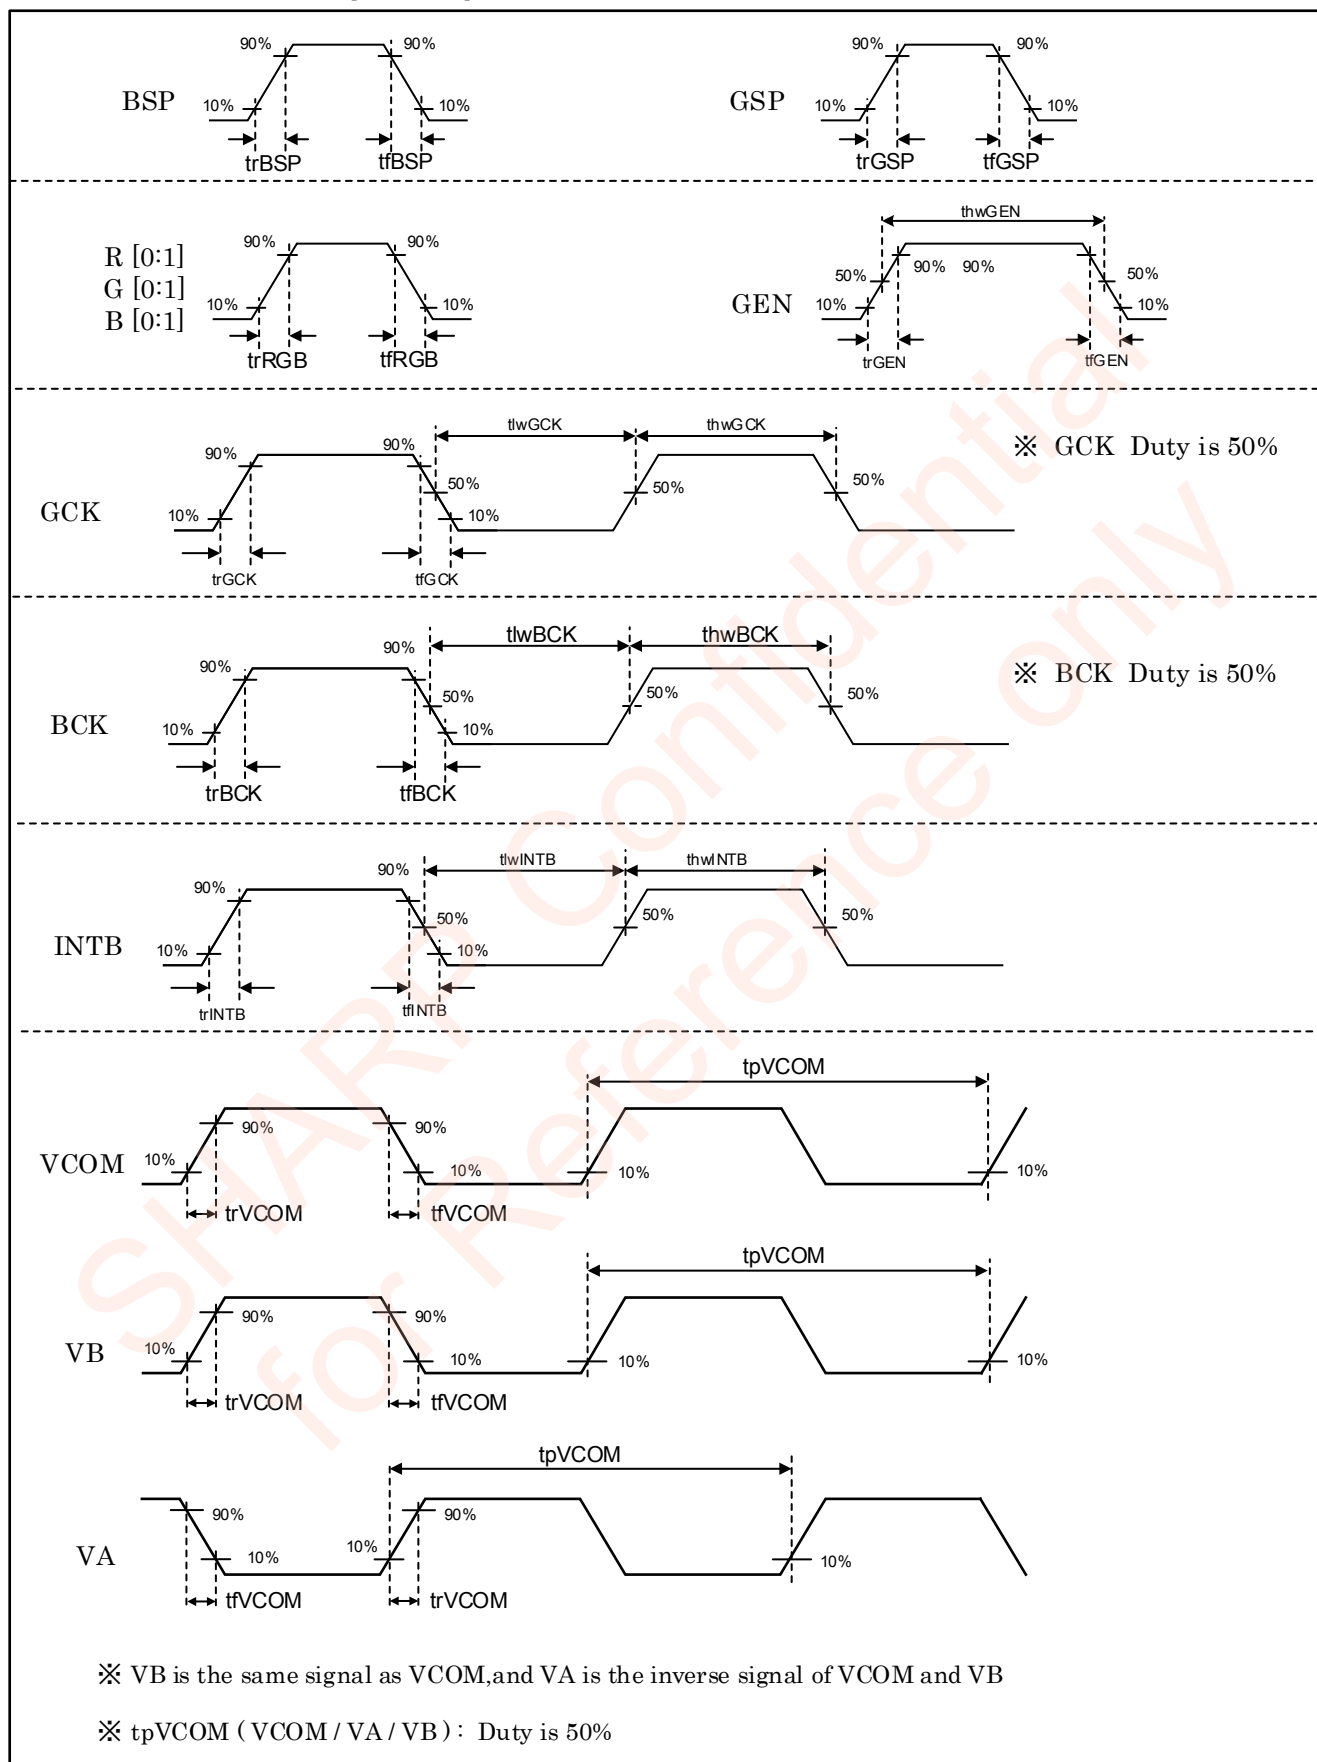 90% 90%
BSP
10% 10%
trBSP tfBSP
90% 90%
GSP
10% 10%
trGSP tfGSP
90% 90%
R [0:1]
G [0:1]
B [0:1]
10% 10%
trRGB tfRGB
thwGEN
50% 90% 90% 50%
GEN
10% 10%
trGEN tfGEN
tlwGCK thwGCK
90% 90%
※ GCK Duty is 50%
50% 50% 50%
GCK
10% 10%
trGCK tfGCK
tlwBCK thwBCK
90% 90%
※ BCK Duty is 50%
50% 50% 50%
BCK
10% 10%
trBCK tfBCK
tlwINTB thwINTB
90% 90%
50% 50% 50%
INTB
10% 10%
trINTB tfINTB
tpVCOM
90% 90%
VCOM
10% 10% 10% 10%
trVCOM tfVCOM
tpVCOM
90% 90%
VB
10% 10% 10% 10%
trVCOM tfVCOM
tpVCOM
90% 90%
VA
10% 10% 10%
tfVCOM trVCOM
※ VB is the same signal as VCOM,and VA is the inverse signal of VCOM and VB
※ tpVCOM ( VCOM / VA / VB ) : Duty is 50%
SHARP Confidential
for Reference only